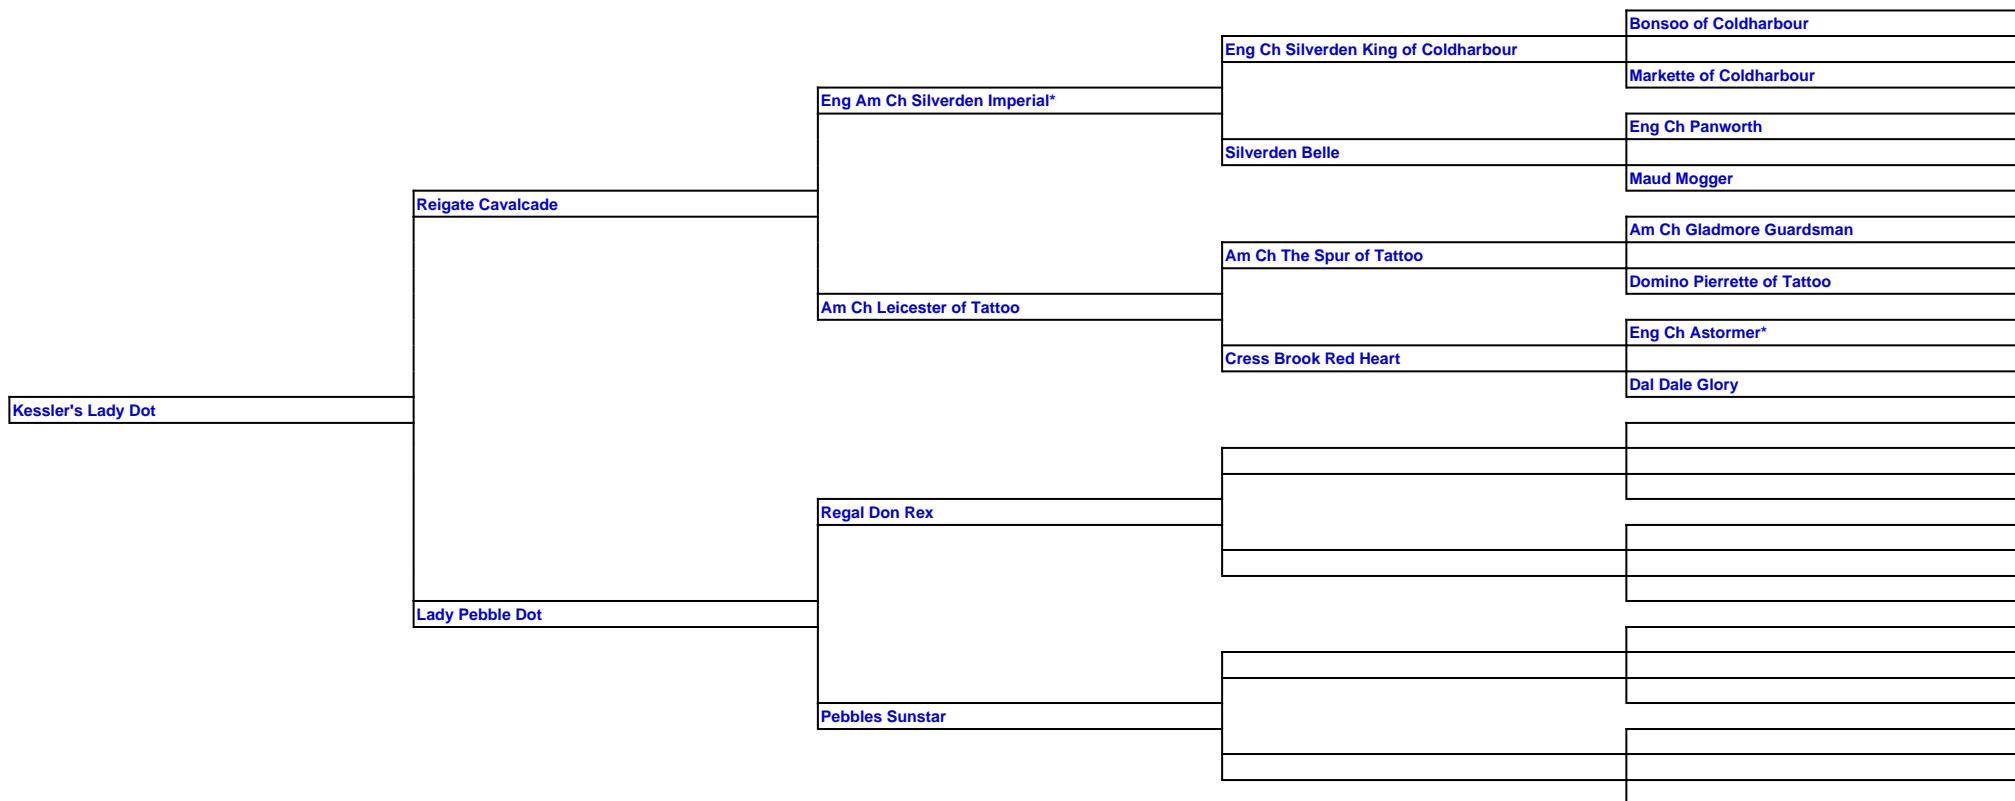 Bonsoo of Coldharbour
Eng Ch Silverden King of Coldharbour
Markette of Coldharbour
Eng Am Ch Silverden Imperial*
Eng Ch Panworth
Silverden Belle
Maud Mogger
Reigate Cavalcade
Am Ch Gladmore Guardsman
Am Ch The Spur of Tattoo
Domino Pierrette of Tattoo
Am Ch Leicester of Tattoo
Eng Ch Astormer*
Cress Brook Red Heart
Dal Dale Glory
Kessler's Lady Dot
Regal Don Rex
Lady Pebble Dot
Pebbles Sunstar